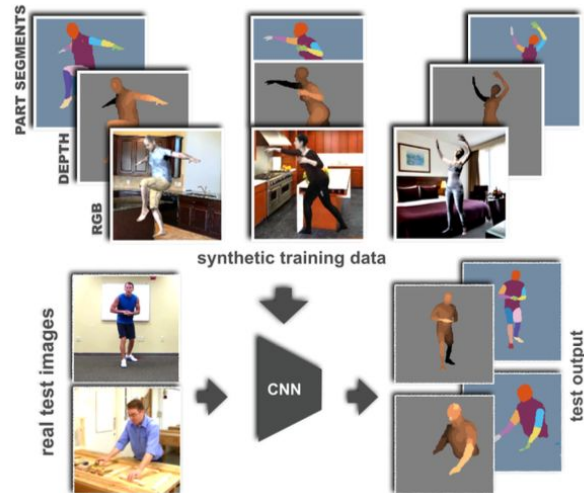 PART SEGMENTS
DEPTH
RGB
synthetic training data
real test images
CNN
test output